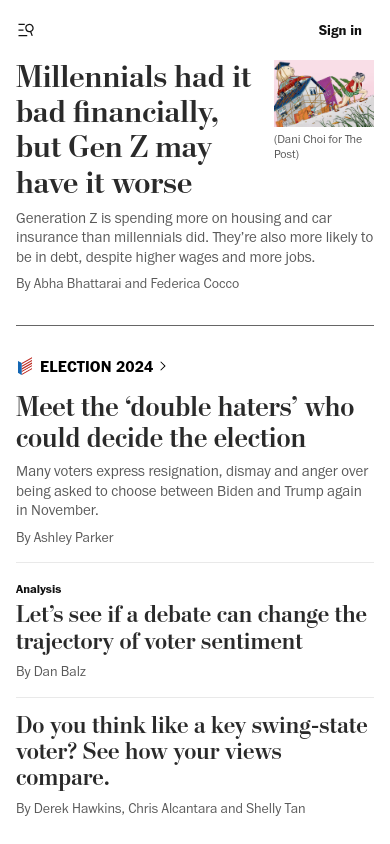 Sign in
Millennials had it
bad financially,
but Gen Z may
have it worse
(Dani Choi for The
Post)
Generation Z is spending more on housing and car
insurance than millennials did. They’re also more likely to
be in debt, despite higher wages and more jobs.
By Abha Bhattarai and Federica Cocco
ELECTION 2024
Meet the ‘double haters’ who
could decide the election
Many voters express resignation, dismay and anger over
being asked to choose between Biden and Trump again
in November.
By Ashley Parker
Analysis
Let’s see if a debate can change the
trajectory of voter sentiment
By Dan Balz
Do you think like a key swing-state
voter? See how your views
compare.
By Derek Hawkins, Chris Alcantara and Shelly Tan